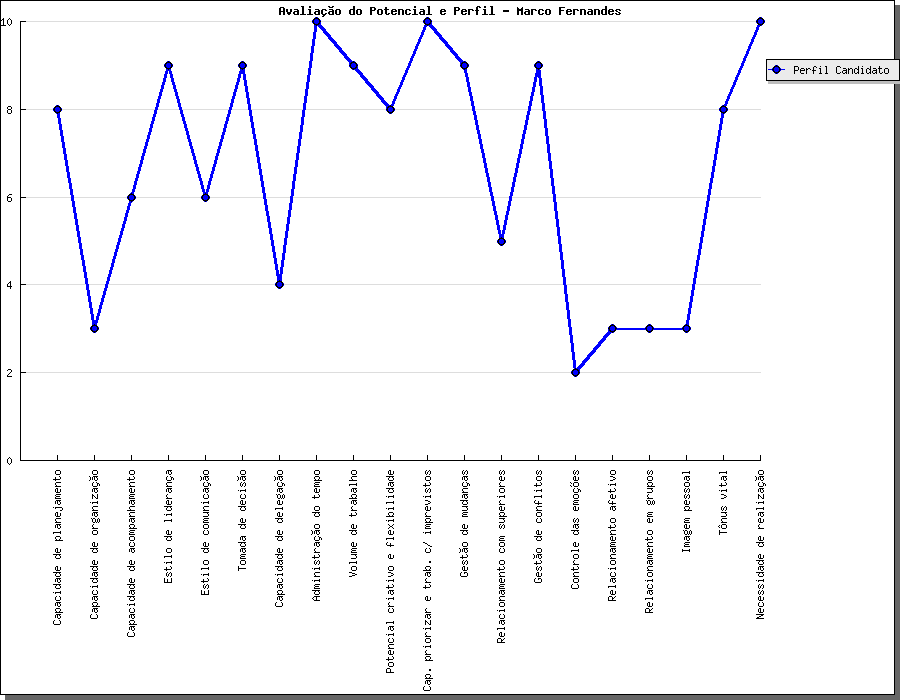 Avaliação do Potencial e Perfil - Marco Fernandes
10
8
6
4
2
0
Perfil Candidato
Capacidade de planejamento
Capacidade de organização
Capacidade de acompanhamento
Estilo de liderança
Estilo de comunicação
Tomada de decisão
Capacidade de delegação
Administração do tempo
Volume de trabalho
Potencial criativo e flexibilidade
Cap. priorizar e trab. c/ imprevistos
Gestão de mudanças
Relacionamento com superiores
Gestão de conflitos
Controle das emoções
Relacionamento afetivo
Relacionamento em grupos
Imagem pessoal
Tônus vital
Necessidade de realização